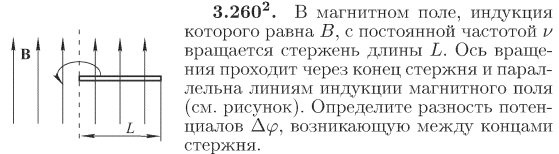 3.260². В магнитном поле, индукция
которого равна B, с постоянной частотой ν
вращается стержень длины L. Ось враще-
ния проходит через конец стержня и парал-
лельна линиям индукции магнитного поля
(см. рисунок). Определите разность потен-
циалов Δφ, возникающую между концами
стержня.
B
L